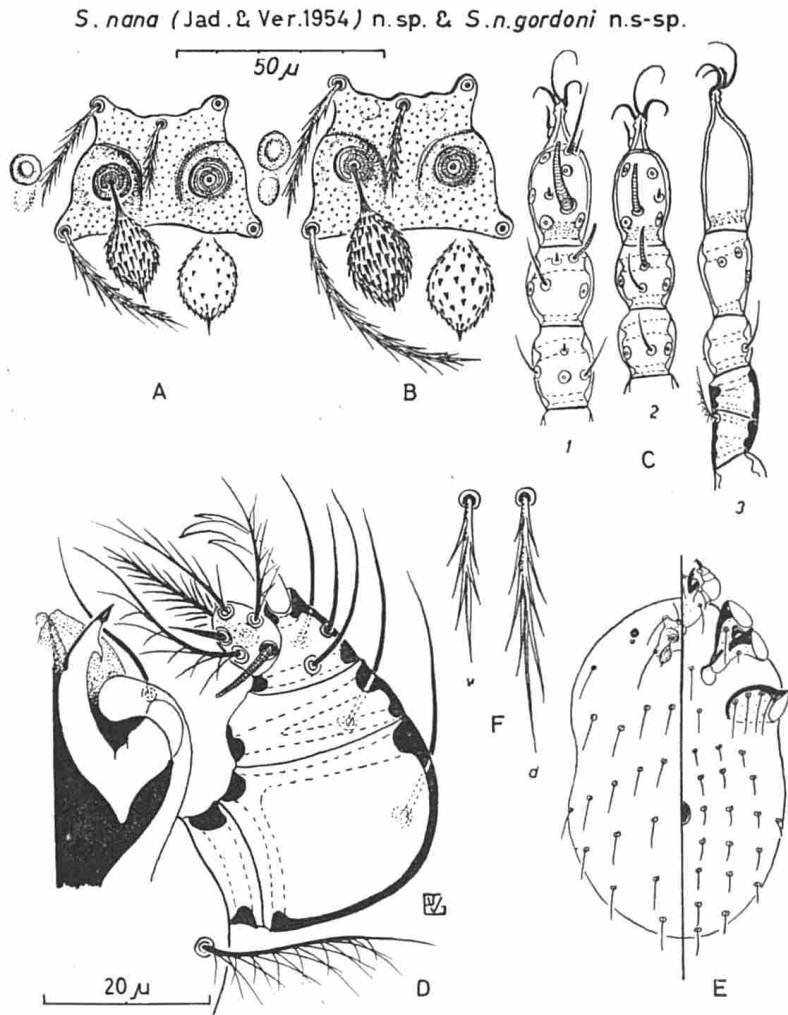 S. nana (Jad. & Ver.1954) n.sp. & S.n.gordoni n.s-sp.
50 µ
A
B
1
2
C
3
F
d
20 µ
D
E